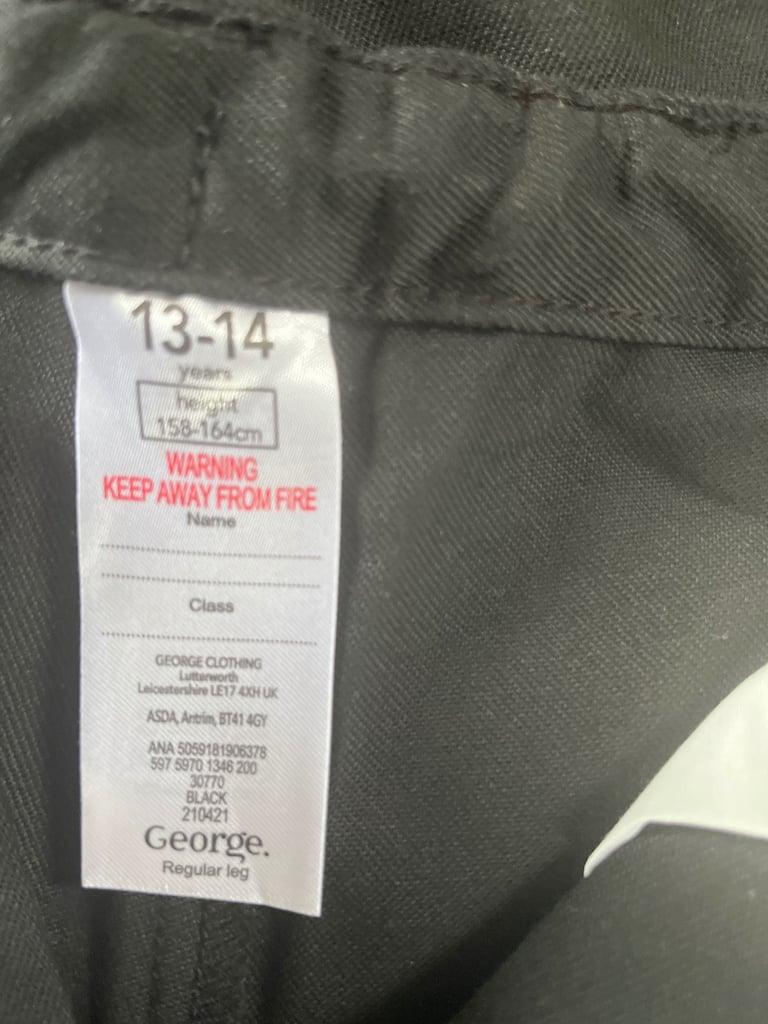 13-14
years
height
158-164cm
WARNING
KEEP AWAY FROM FIRE
Name
Class
GEORGE CLOTHING
Lutterworth
Leicestershire LE17 4XH UK
ASDA, Antrim, BT41 4GY
ANA 5059181906378
597 5970 1346 200
30770
BLACK
210421
George.
Regular leg